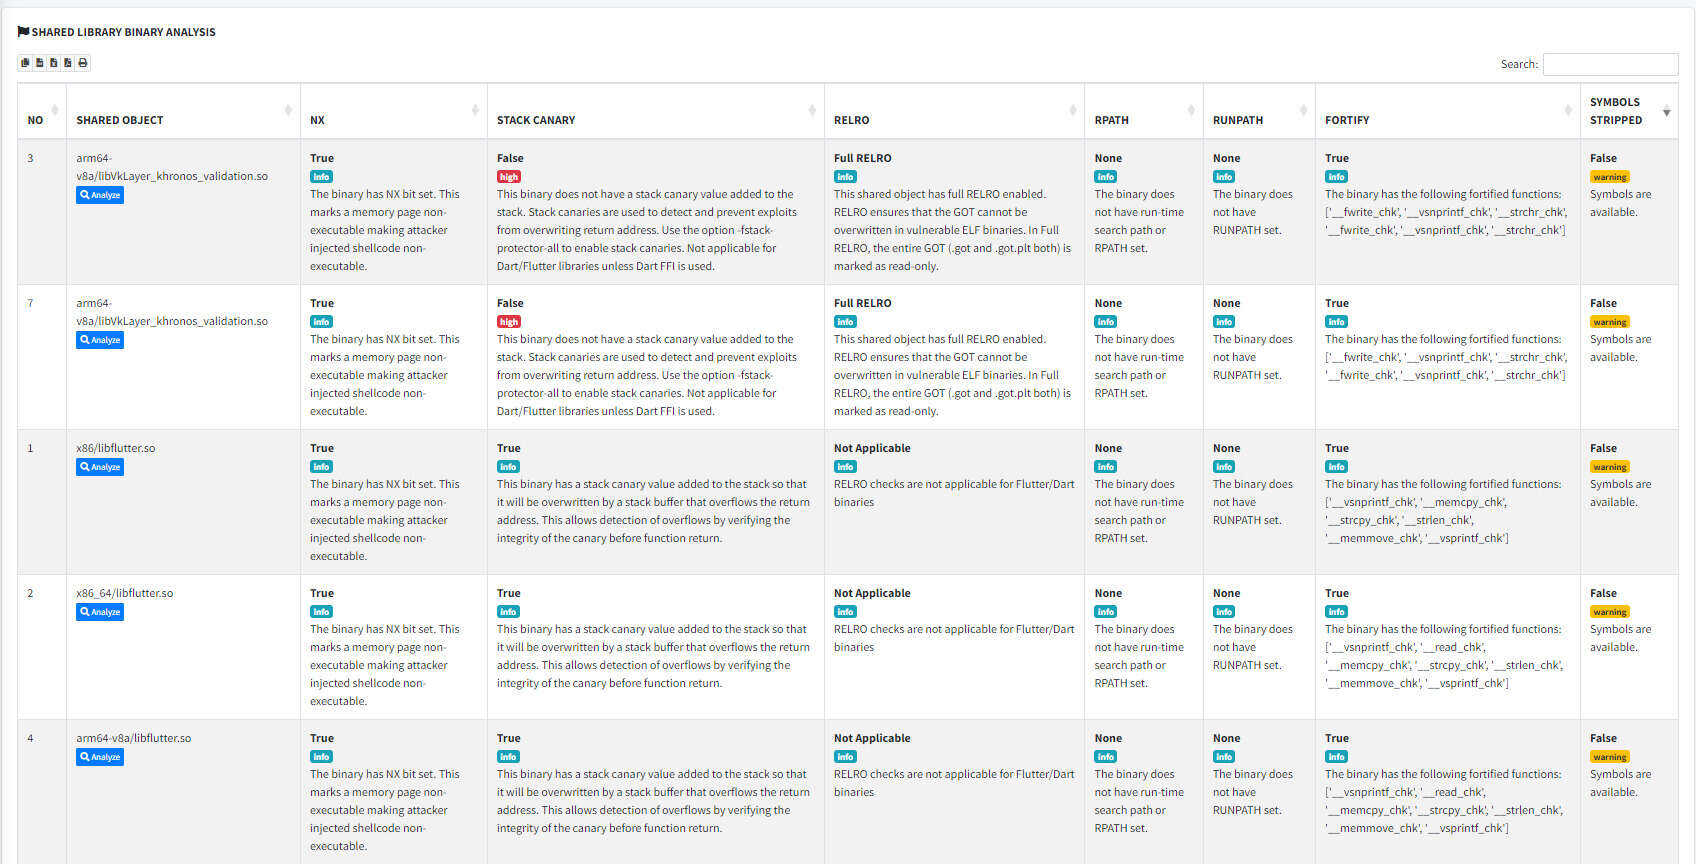 SHARED LIBRARY BINARY ANALYSIS
Search:
NO
SHARED OBJECT
NX
STACK CANARY
RELRO
RPATH
RUNPATH
FORTIFY
SYMBOLS
STRIPPED
3
arm64-
v8a/libVkLayer_khronos_validation.so
Analyze
True
info
The binary has NX bit set. This
marks a memory page non-
executable making attacker
injected shellcode non-
executable.
False
high
This binary does not have a stack canary value added to the
stack. Stack canaries are used to detect and prevent exploits
from overwriting return address. Use the option -fstack-
protector-all to enable stack canaries. Not applicable for
Dart/Flutter libraries unless Dart FFI is used.
Full RELRO
info
This shared object has full RELRO enabled.
RELRO ensures that the GOT cannot be
overwritten in vulnerable ELF binaries. In Full
RELRO, the entire GOT (.got and .got.plt both) is
marked as read-only.
None
info
The binary does
not have run-time
search path or
RPATH set.
None
info
The binary does
not have
RUNPATH set.
True
info
The binary has the following fortified functions:
['__fwrite_chk', '__vsnprintf_chk', '__strchr_chk',
'__fwrite_chk', '__vsnprintf_chk', '__strchr_chk']
False
warning
Symbols are
available.
7
arm64-
v8a/libVkLayer_khronos_validation.so
Analyze
True
info
The binary has NX bit set. This
marks a memory page non-
executable making attacker
injected shellcode non-
executable.
False
high
This binary does not have a stack canary value added to the
stack. Stack canaries are used to detect and prevent exploits
from overwriting return address. Use the option -fstack-
protector-all to enable stack canaries. Not applicable for
Dart/Flutter libraries unless Dart FFI is used.
Full RELRO
info
This shared object has full RELRO enabled.
RELRO ensures that the GOT cannot be
overwritten in vulnerable ELF binaries. In Full
RELRO, the entire GOT (.got and .got.plt both) is
marked as read-only.
None
info
The binary does
not have run-time
search path or
RPATH set.
None
info
The binary does
not have
RUNPATH set.
True
info
The binary has the following fortified functions:
['__fwrite_chk', '__vsnprintf_chk', '__strchr_chk',
'__fwrite_chk', '__vsnprintf_chk', '__strchr_chk']
False
warning
Symbols are
available.
1
x86/libflutter.so
Analyze
True
info
The binary has NX bit set. This
marks a memory page non-
executable making attacker
injected shellcode non-
executable.
True
info
This binary has a stack canary value added to the stack so that
it will be overwritten by a stack buffer that overflows the return
address. This allows detection of overflows by verifying the
integrity of the canary before function return.
Not Applicable
info
RELRO checks are not applicable for Flutter/Dart
binaries
None
info
The binary does
not have run-time
search path or
RPATH set.
None
info
The binary does
not have
RUNPATH set.
True
info
The binary has the following fortified functions:
['__vsnprintf_chk', '__memcpy_chk',
'__strcpy_chk', '__strlen_chk',
'__memmove_chk', '__vsprintf_chk']
False
warning
Symbols are
available.
2
x86_64/libflutter.so
Analyze
True
info
The binary has NX bit set. This
marks a memory page non-
executable making attacker
injected shellcode non-
executable.
True
info
This binary has a stack canary value added to the stack so that
it will be overwritten by a stack buffer that overflows the return
address. This allows detection of overflows by verifying the
integrity of the canary before function return.
Not Applicable
info
RELRO checks are not applicable for Flutter/Dart
binaries
None
info
The binary does
not have run-time
search path or
RPATH set.
None
info
The binary does
not have
RUNPATH set.
True
info
The binary has the following fortified functions:
['__vsnprintf_chk', '__read_chk',
'__memcpy_chk', '__strcpy_chk', '__strlen_chk',
'__memmove_chk', '__vsprintf_chk']
False
warning
Symbols are
available.
4
arm64-v8a/libflutter.so
Analyze
True
info
The binary has NX bit set. This
marks a memory page non-
executable making attacker
injected shellcode non-
executable.
True
info
This binary has a stack canary value added to the stack so that
it will be overwritten by a stack buffer that overflows the return
address. This allows detection of overflows by verifying the
integrity of the canary before function return.
Not Applicable
info
RELRO checks are not applicable for Flutter/Dart
binaries
None
info
The binary does
not have run-time
search path or
RPATH set.
None
info
The binary does
not have
RUNPATH set.
True
info
The binary has the following fortified functions:
['__vsnprintf_chk', '__read_chk',
'__memcpy_chk', '__strcpy_chk', '__strlen_chk',
'__memmove_chk', '__vsprintf_chk']
False
warning
Symbols are
available.